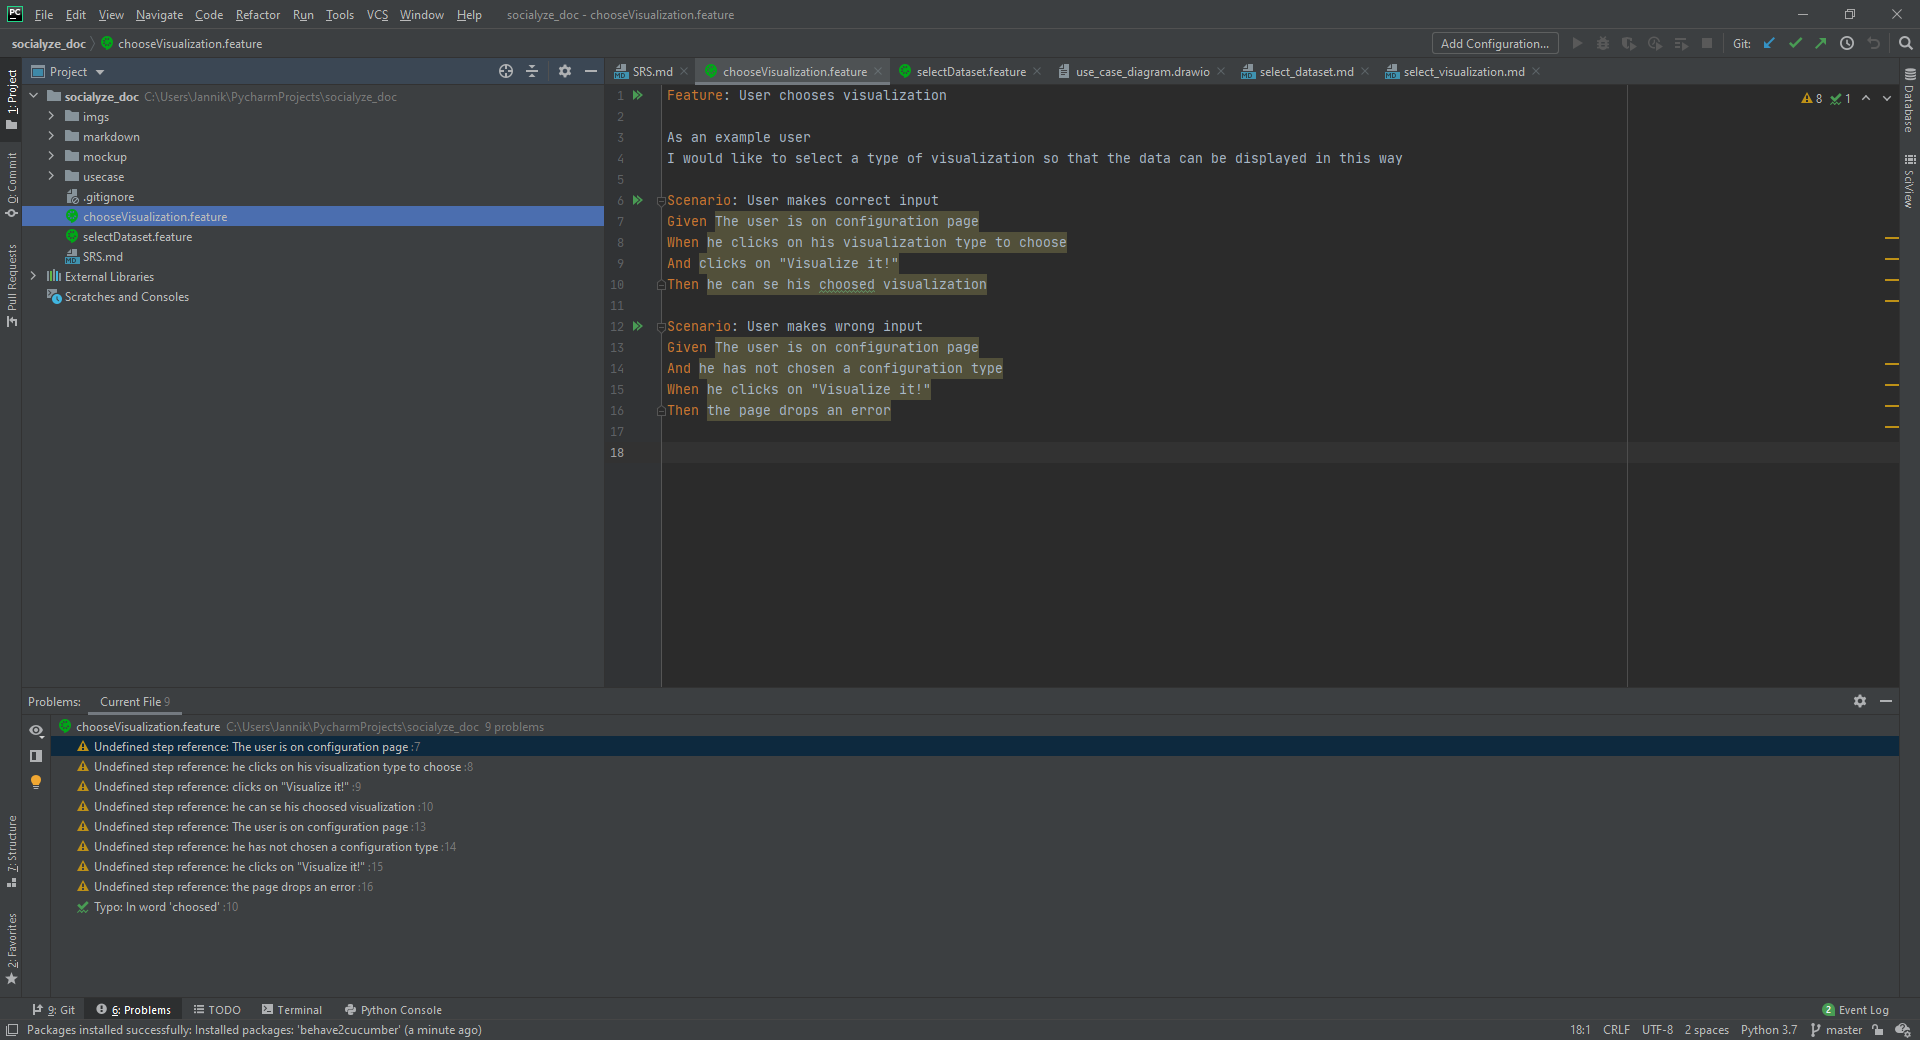 PC File Edit View Navigate Code Refactor Run Tools VCS Window Help socialyze_doc - chooseVisualization.feature
socialyze_doc chooseVisualization.feature Add Configuration... Git:
Project SRS.md chooseVisualization.feature selectDataset.feature use_case_diagram.drawio select_dataset.md select_visualization.md
1: Project
0: Commit
Pull Requests
7: Structure
2: Favorites
socialyze_doc C:\Users\Jannik\PycharmProjects\socialyze_doc
imgs
markdown
mockup
usecase
.gitignore
chooseVisualization.feature
selectDataset.feature
SRS.md
External Libraries
Scratches and Consoles
1 Feature: User chooses visualization
2
3 As an example user
4 I would like to select a type of visualization so that the data can be displayed in this way
5
6 Scenario: User makes correct input
7 Given The user is on configuration page
8 When he clicks on his visualization type to choose
9 And clicks on "Visualize it!"
10 Then he can se his choosed visualization
11
12 Scenario: User makes wrong input
13 Given The user is on configuration page
14 And he has not chosen a configuration type
15 When he clicks on "Visualize it!"
16 Then the page drops an error
17
18
8 1
Database
SciView
Problems: Current File 9
chooseVisualization.feature C:\Users\Jannik\PycharmProjects\socialyze_doc 9 problems
Undefined step reference: The user is on configuration page :7
Undefined step reference: he clicks on his visualization type to choose :8
Undefined step reference: clicks on "Visualize it!" :9
Undefined step reference: he can se his choosed visualization :10
Undefined step reference: The user is on configuration page :13
Undefined step reference: he has not chosen a configuration type :14
Undefined step reference: he clicks on "Visualize it!" :15
Undefined step reference: the page drops an error :16
Typo: In word 'choosed' :10
9: Git 6: Problems TODO Terminal Python Console 2 Event Log
Packages installed successfully: Installed packages: 'behave2cucumber' (a minute ago) 18:1 CRLF UTF-8 2 spaces Python 3.7 master